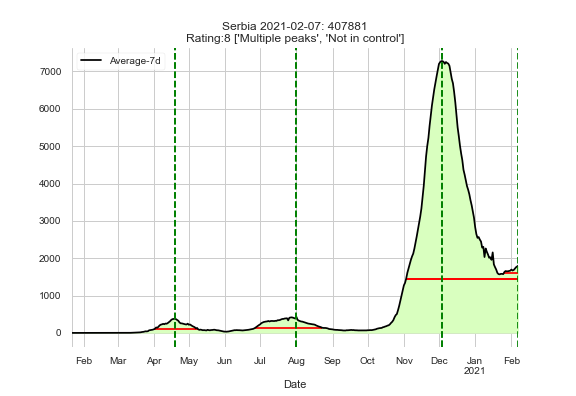 Serbia 2021-02-07: 407881
Rating:8 ['Multiple peaks', 'Not in control']
Average-7d
7000
6000
5000
4000
3000
2000
1000
0
Feb Mar Apr May Jun Jul Aug Sep Oct Nov Dec Jan Feb
2021
Date